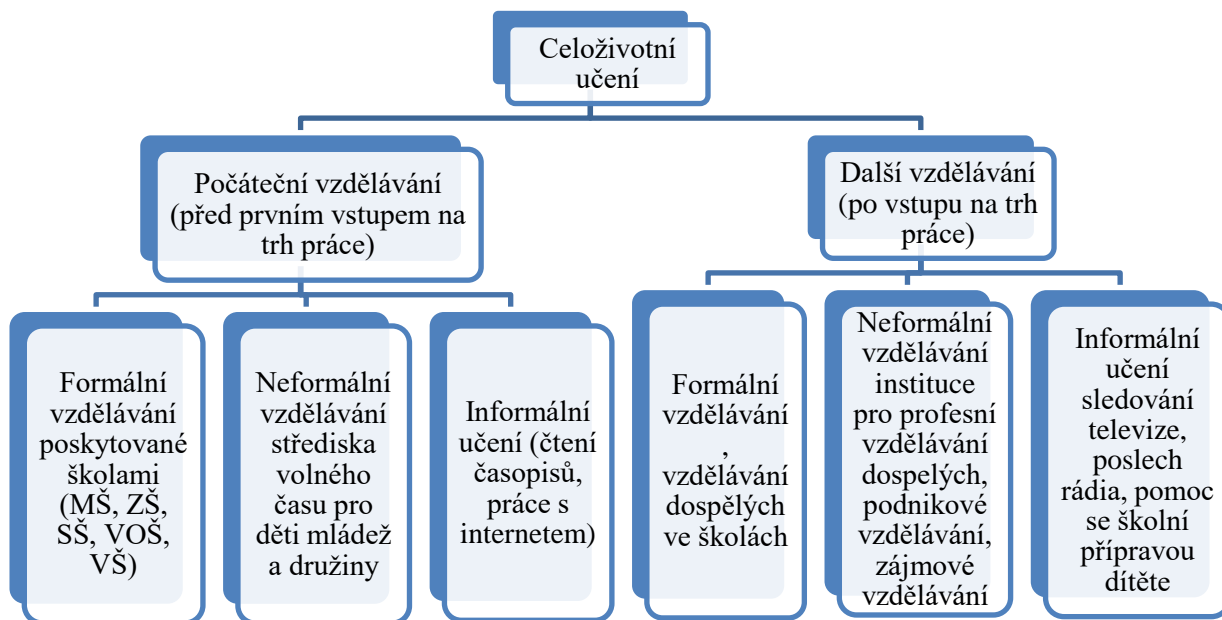 Celoživotní
učení
Počáteční vzdělávání
(před prvním vstupem na
trh práce)
Další vzdělávání
(po vstupu na trh
práce)
Formální
vzdělávání
poskytované
školami
(MŠ, ZŠ,
SŠ, VOŠ,
VŠ)
Neformální
vzdělávání
střediska
volného
času pro
děti mládež
a družiny
Informální
učení (čtení
časopisů,
práce s
internetem)
Formální
vzdělávání
,
vzdělávání
dospělých
ve školách
Neformální
vzdělávání
instituce
pro profesní
vzdělávání
dospelých,
podnikové
vzdělávání,
zájmové
vzdělávání
Informální
učení
sledování
televize,
poslech
rádia, pomoc
se školní
přípravou
dítěte